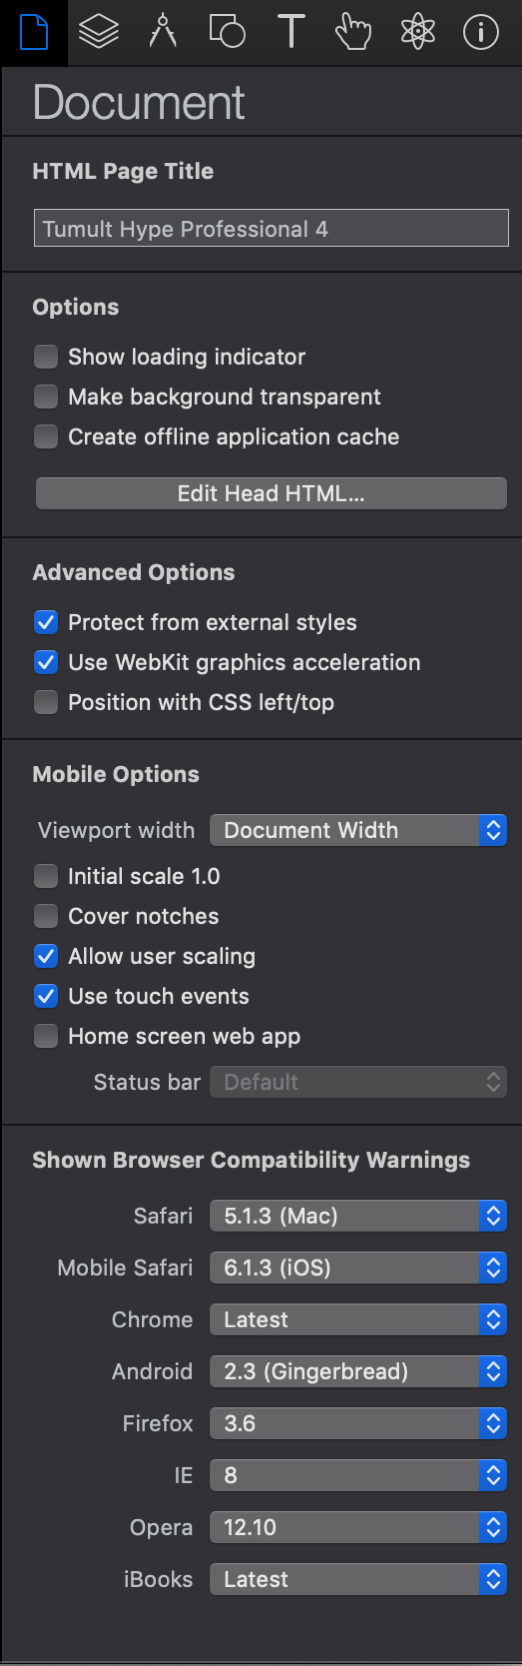 Document
HTML Page Title
Tumult Hype Professional 4
Options
Show loading indicator
Make background transparent
Create offline application cache
Edit Head HTML...
Advanced Options
Protect from external styles
Use WebKit graphics acceleration
Position with CSS left/top
Mobile Options
Viewport width Document Width
Initial scale 1.0
Cover notches
Allow user scaling
Use touch events
Home screen web app
Status bar Default
Shown Browser Compatibility Warnings
Safari 5.1.3 (Mac)
Mobile Safari 6.1.3 (iOS)
Chrome Latest
Android 2.3 (Gingerbread)
Firefox 3.6
IE 8
Opera 12.10
iBooks Latest